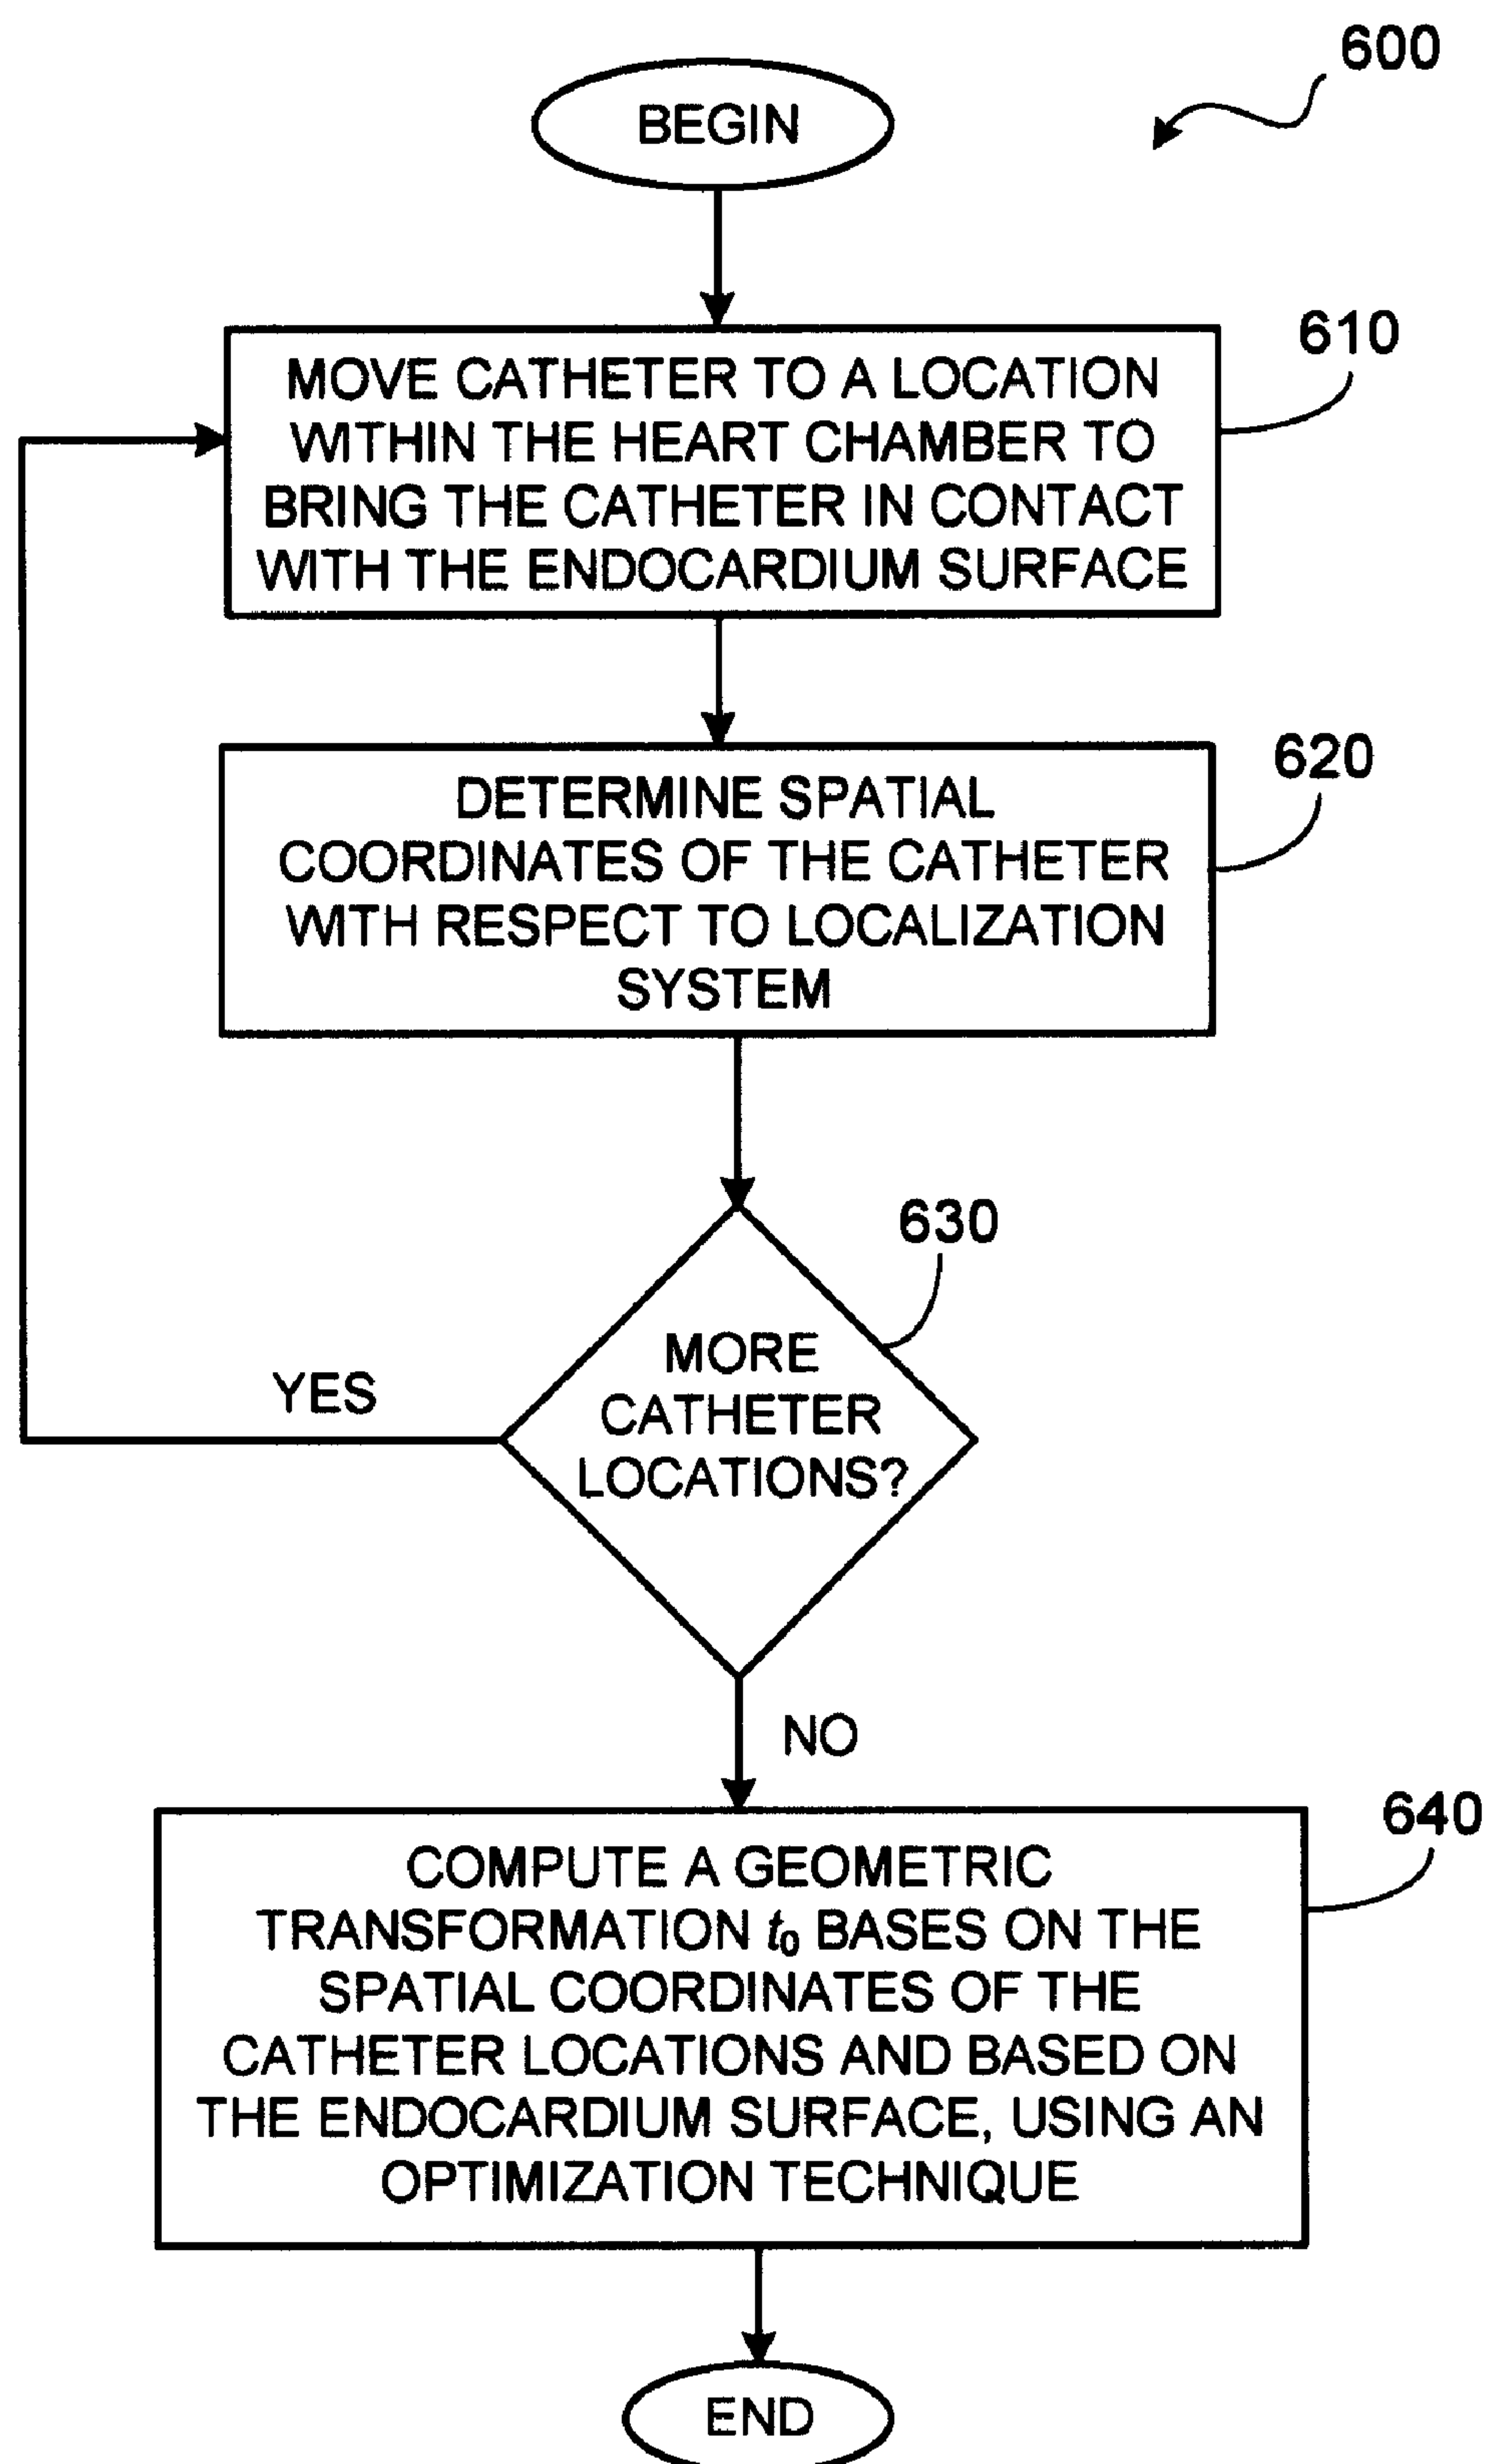 600
BEGIN
610
MOVE CATHETER TO A LOCATION
WITHIN THE HEART CHAMBER TO
BRING THE CATHETER IN CONTACT
WITH THE ENDOCARDIUM SURFACE
620
DETERMINE SPATIAL
COORDINATES OF THE CATHETER
WITH RESPECT TO LOCALIZATION
SYSTEM
630
MORE
CATHETER
LOCATIONS?
YES
NO
640
COMPUTE A GEOMETRIC
TRANSFORMATION t0 BASES ON THE
SPATIAL COORDINATES OF THE
CATHETER LOCATIONS AND BASED ON
THE ENDOCARDIUM SURFACE, USING AN
OPTIMIZATION TECHNIQUE
END